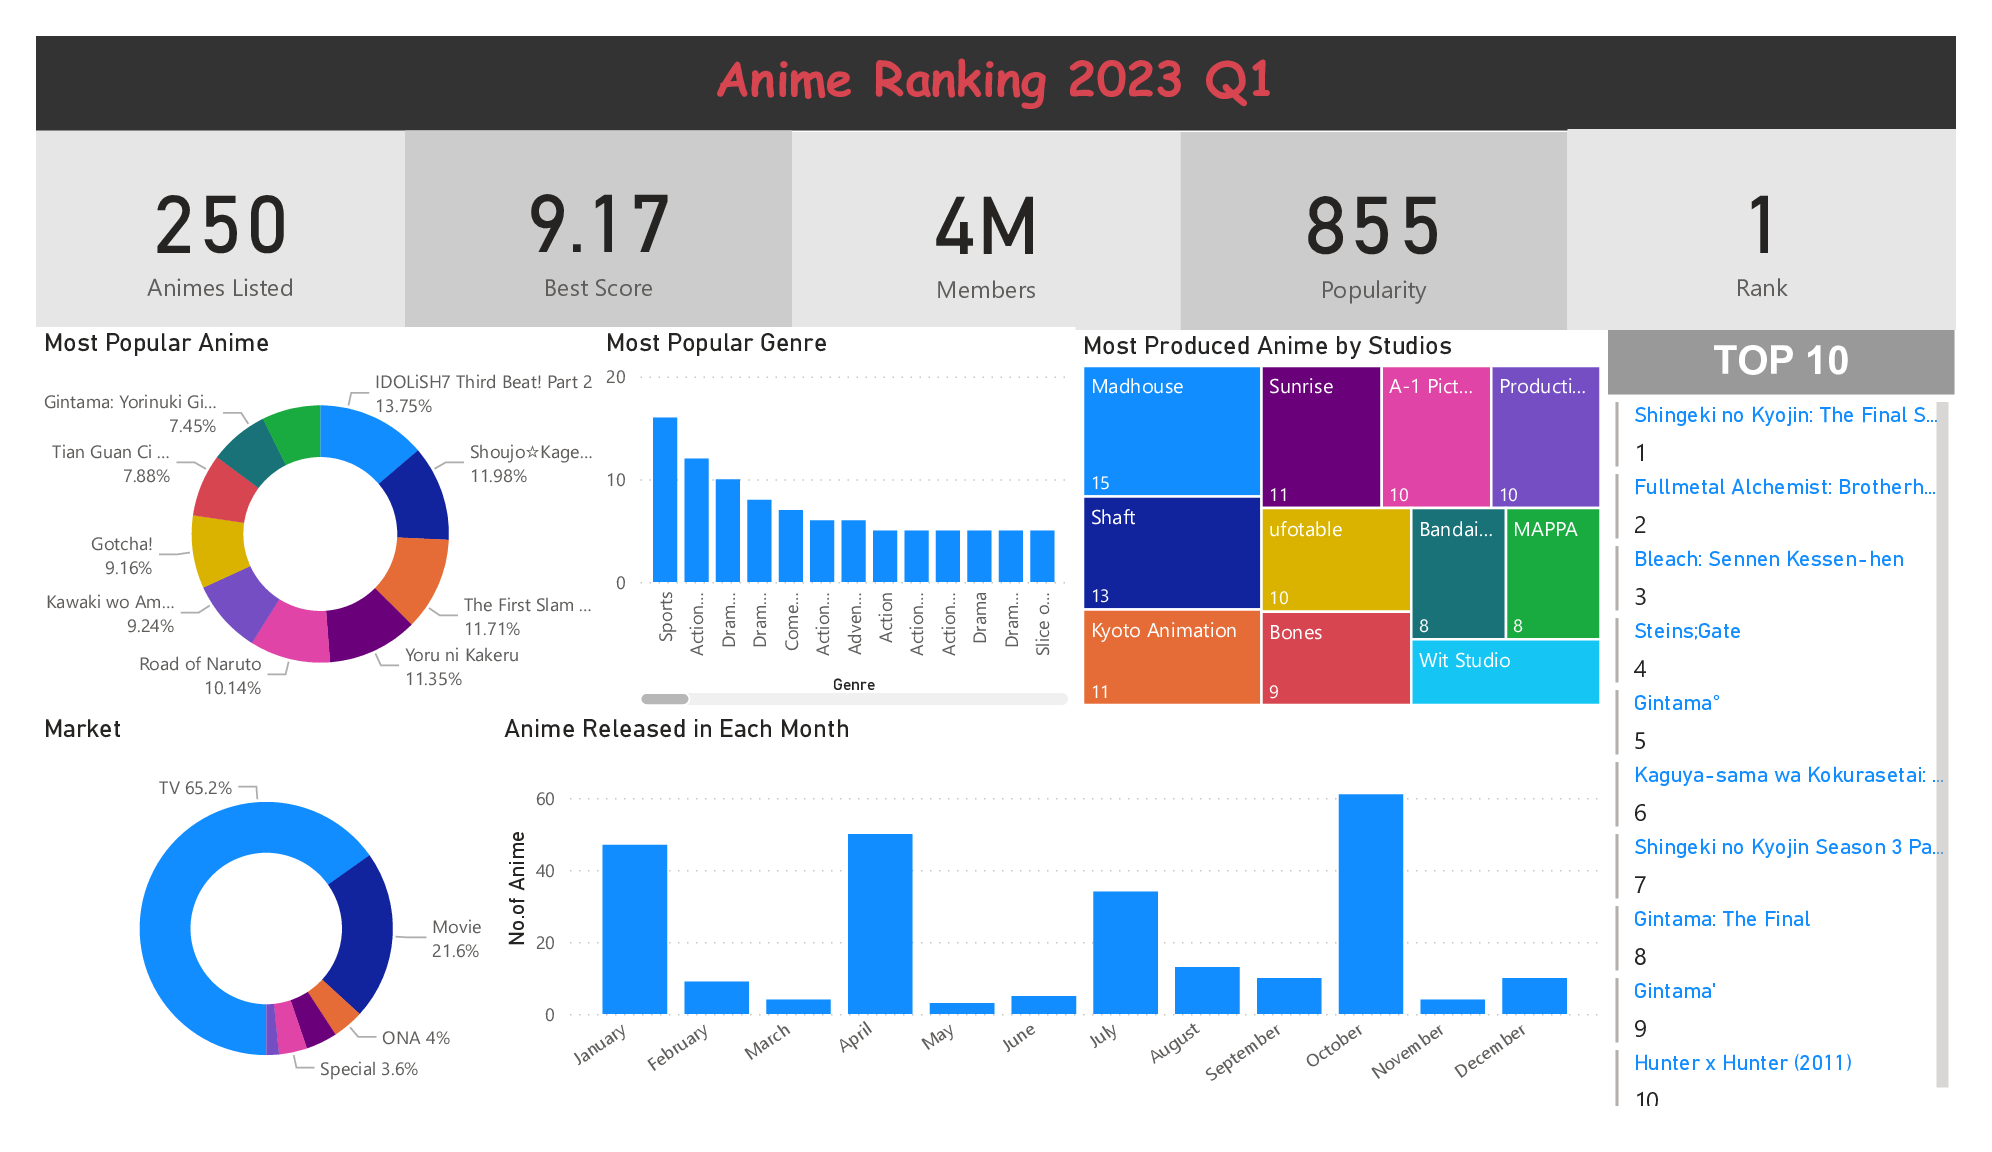 Anime Ranking 2023 Q1
250
Animes Listed
9.17
Best Score
4M
Members
855
Popularity
1
Rank
Most Popular Anime
IDOLiSH7 Third Beat! Part 2
13.75%
Shoujo☆Kage...
11.98%
The First Slam ...
11.71%
Yoru ni Kakeru
11.35%
Road of Naruto
10.14%
Kawaki wo Am...
9.24%
Gotcha!
9.16%
Tian Guan Ci ...
7.88%
Gintama: Yorinuki Gi...
7.45%
Most Popular Genre
20
10
0
Sports
Action...
Dram...
Dram...
Come...
Action...
Adven...
Action
Action...
Action...
Drama
Dram...
Slice o...
Genre
Most Produced Anime by Studios
Madhouse
15
Shaft
13
Kyoto Animation
11
Sunrise
11
A-1 Pict...
10
Producti...
10
ufotable
10
Bones
9
Bandai...
8
MAPPA
8
Wit Studio
TOP 10
Shingeki no Kyojin: The Final S...
1
Fullmetal Alchemist: Brotherh...
2
Bleach: Sennen Kessen-hen
3
Steins;Gate
4
Gintama°
5
Kaguya-sama wa Kokurasetai: ...
6
Shingeki no Kyojin Season 3 Pa...
7
Gintama: The Final
8
Gintama'
9
Hunter x Hunter (2011)
10
Market
TV 65.2%
Movie
21.6%
ONA 4%
Special 3.6%
Anime Released in Each Month
No.of Anime
60
40
20
0
January
February
March
April
May
June
July
August
September
October
November
December